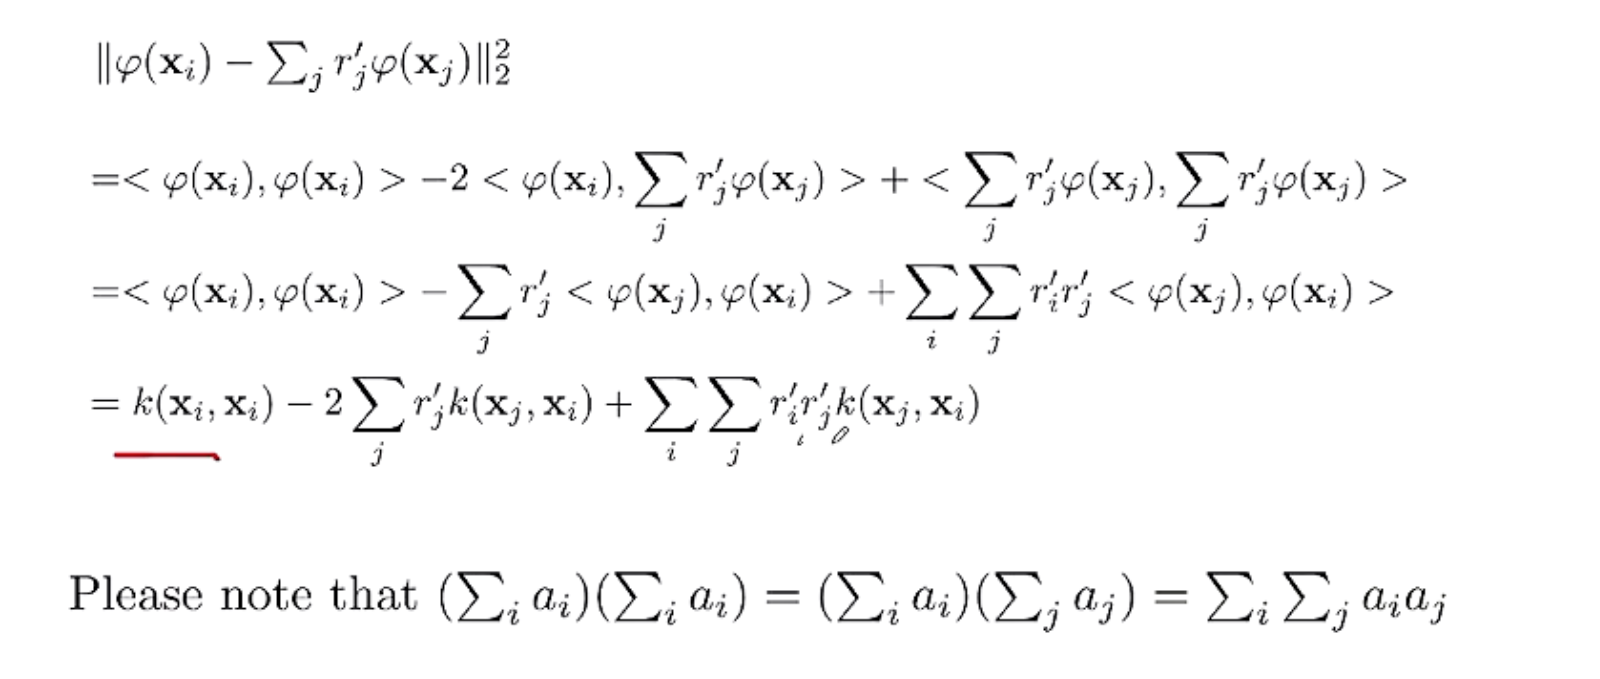 ‖φ(x_i) − ∑_j r′_j φ(x_j)‖²₂
=< φ(x_i), φ(x_i) > −2 < φ(x_i), ∑_j r′_j φ(x_j) > + < ∑_j r′_j φ(x_j), ∑_j r′_j φ(x_j) >
=< φ(x_i), φ(x_i) > − ∑_j r′_j < φ(x_j), φ(x_i) > + ∑_i ∑_j r′_i r′_j < φ(x_j), φ(x_i) >
= k(x_i, x_i) − 2 ∑_j r′_j k(x_j, x_i) + ∑_i ∑_j r′_i r′_j k(x_j, x_i)
Please note that (∑_i a_i)(∑_i a_i) = (∑_i a_i)(∑_j a_j) = ∑_i ∑_j a_i a_j